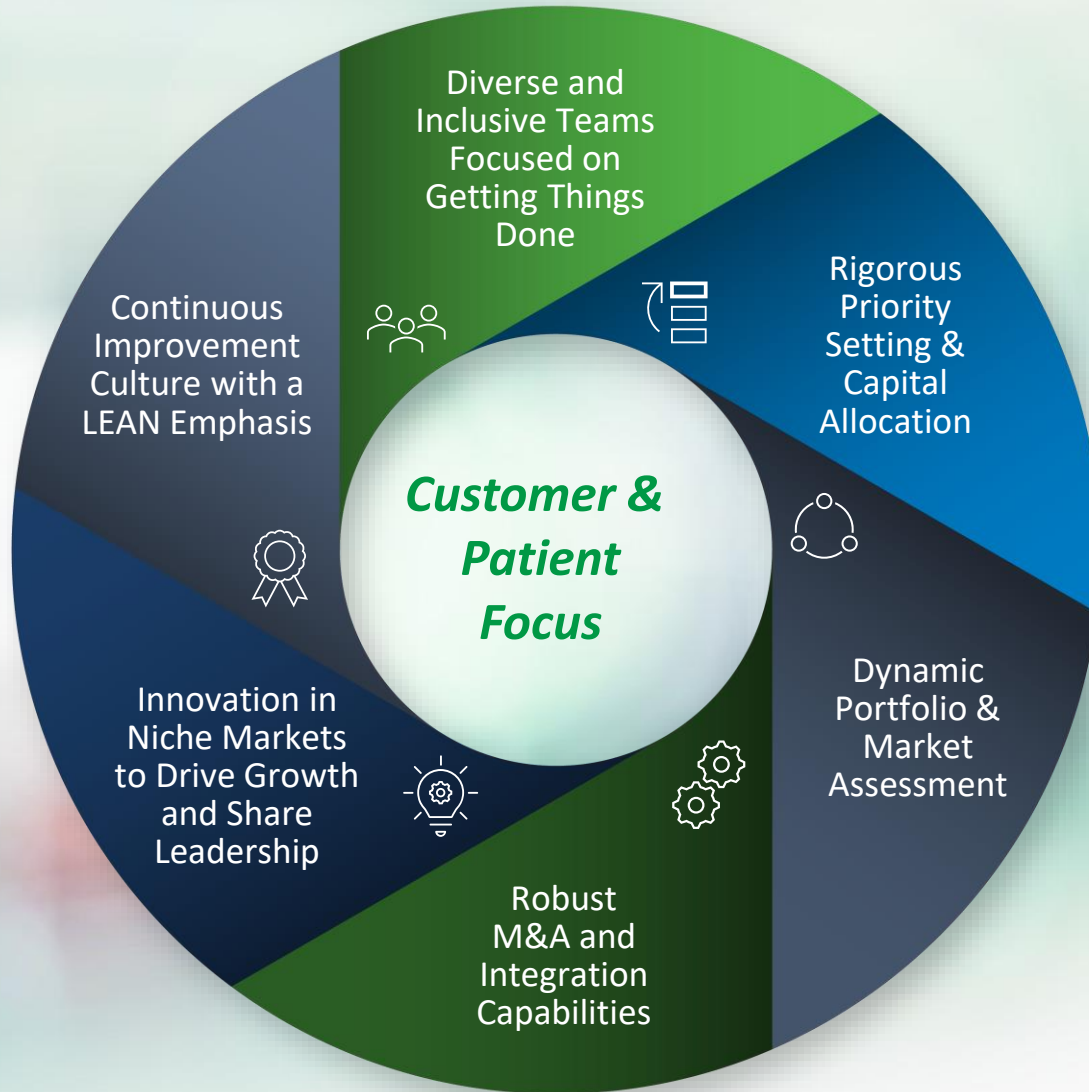 Diverse and
Inclusive Teams
Focused on
Getting Things
Done
Rigorous
Priority
Setting &
Capital
Allocation
Dynamic
Portfolio &
Market
Assessment
Robust
M&A and
Integration
Capabilities
Innovation in
Niche Markets
to Drive Growth
and Share
Leadership
Continuous
Improvement
Culture with a
LEAN Emphasis
Customer &
Patient
Focus